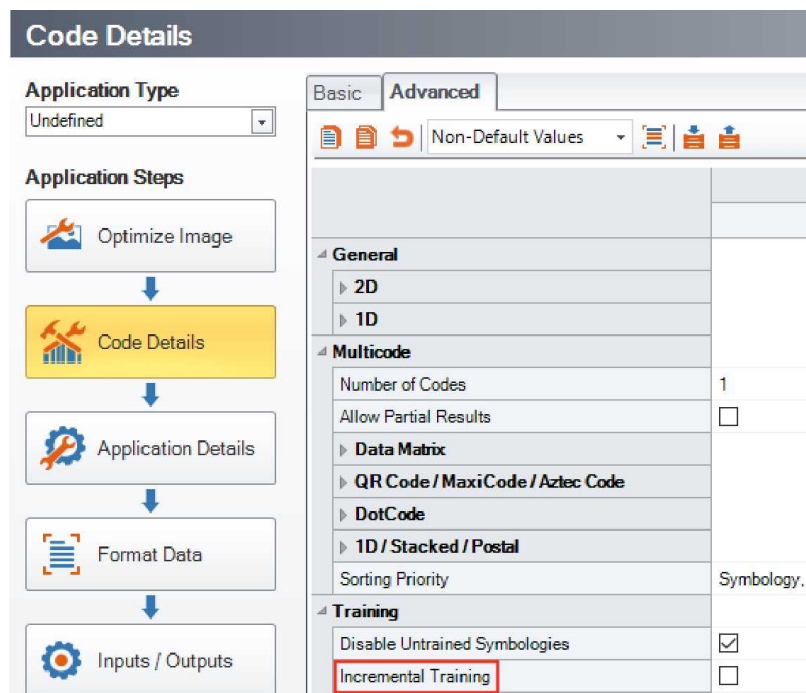 Code Details
Application Type
Undefined
Application Steps
Optimize Image
Code Details
Application Details
Format Data
Inputs / Outputs
Basic
Advanced
Non-Default Values
General
2D
1D
Multicode
Number of Codes 1
Allow Partial Results
Data Matrix
QR Code / MaxiCode / Aztec Code
DotCode
1D / Stacked / Postal
Sorting Priority Symbology,
Training
Disable Untrained Symbologies
Incremental Training